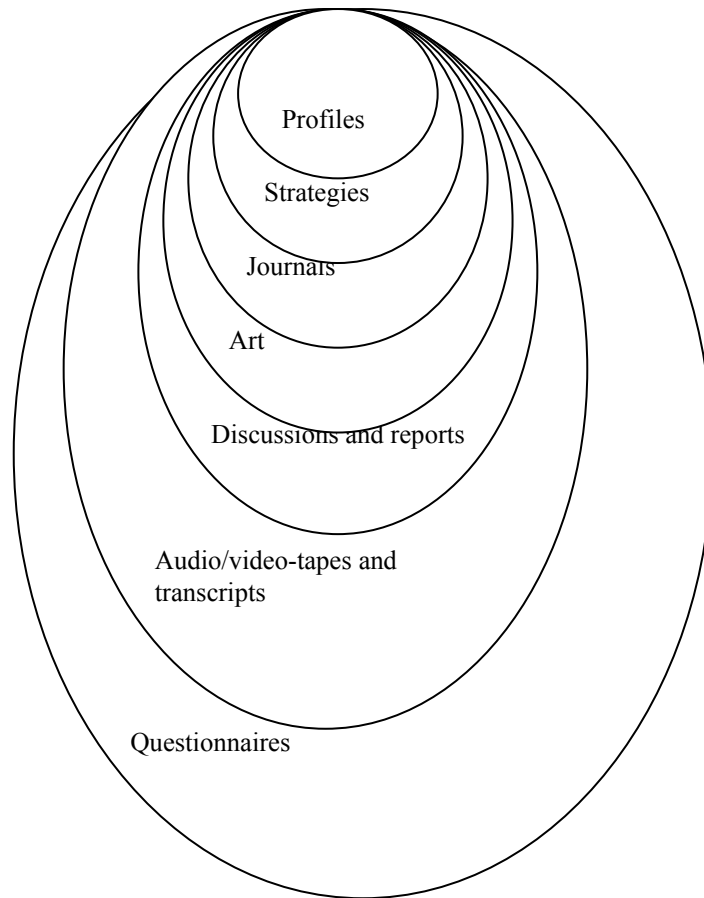 Profiles
Strategies
Journals
Art
Discussions and reports
Audio/video-tapes and
transcripts
Questionnaires